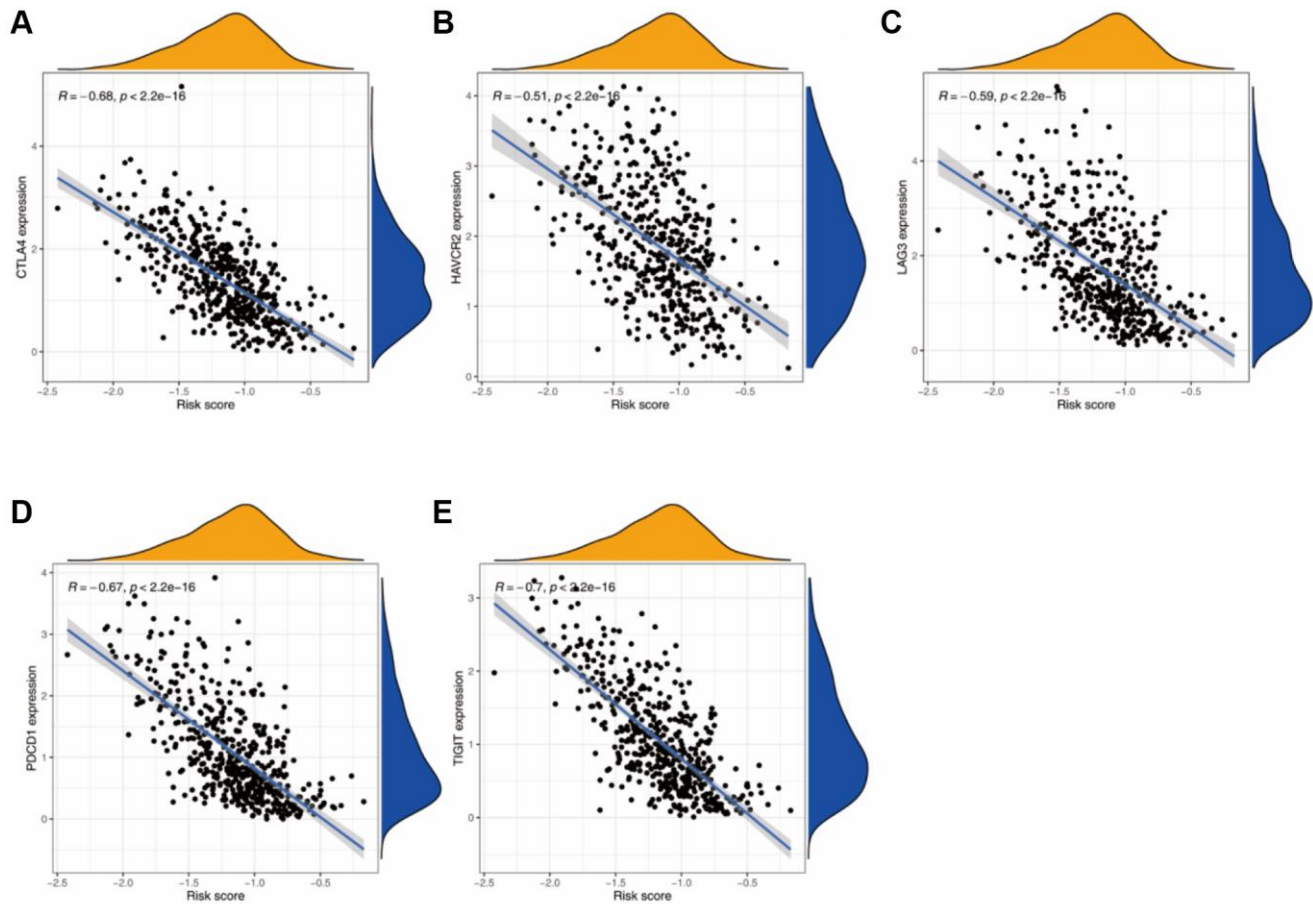 A
B
C
R = −0.68, p < 2.2e−16
R = −0.51, p < 2.2e−16
R = −0.59, p < 2.2e−16
CTLA4 expression
4
2
0
−2.5 −2.0 −1.5 −1.0 −0.5
Risk score
HAVCR2 expression
4
3
2
1
0
−2.5 −2.0 −1.5 −1.0 −0.5
Risk score
LAG3 expression
4
2
0
−2.5 −2.0 −1.5 −1.0 −0.5
Risk score
D
E
R = −0.67, p < 2.2e−16
R = −0.7, p < 2.2e−16
PDCD1 expression
4
3
2
1
0
−2.5 −2.0 −1.5 −1.0 −0.5
Risk score
TIGIT expression
3
2
1
0
−2.5 −2.0 −1.5 −1.0 −0.5
Risk score